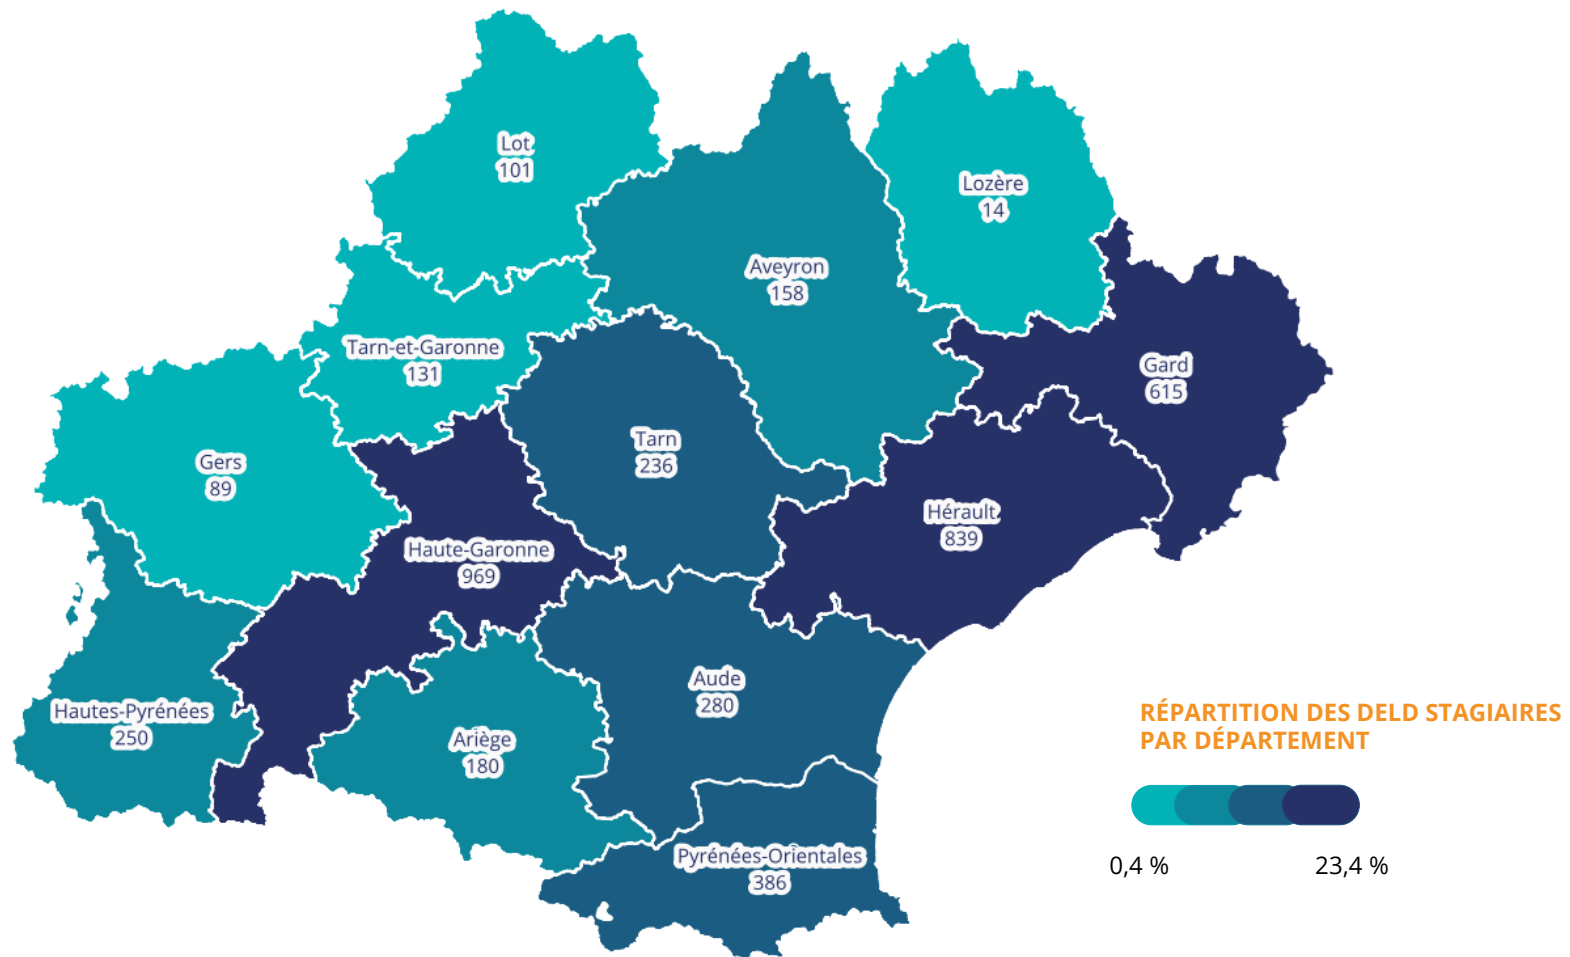 Lot
101
Lozère
14
Aveyron
158
Tarn-et-Garonne
131
Gard
615
Tarn
236
Gers
89
Hérault
839
Haute-Garonne
969
Aude
280
Hautes-Pyrénées
250
Ariège
180
Pyrénées-Orientales
386
RÉPARTITION DES DELD STAGIAIRES
PAR DÉPARTEMENT
0,4 %
23,4 %